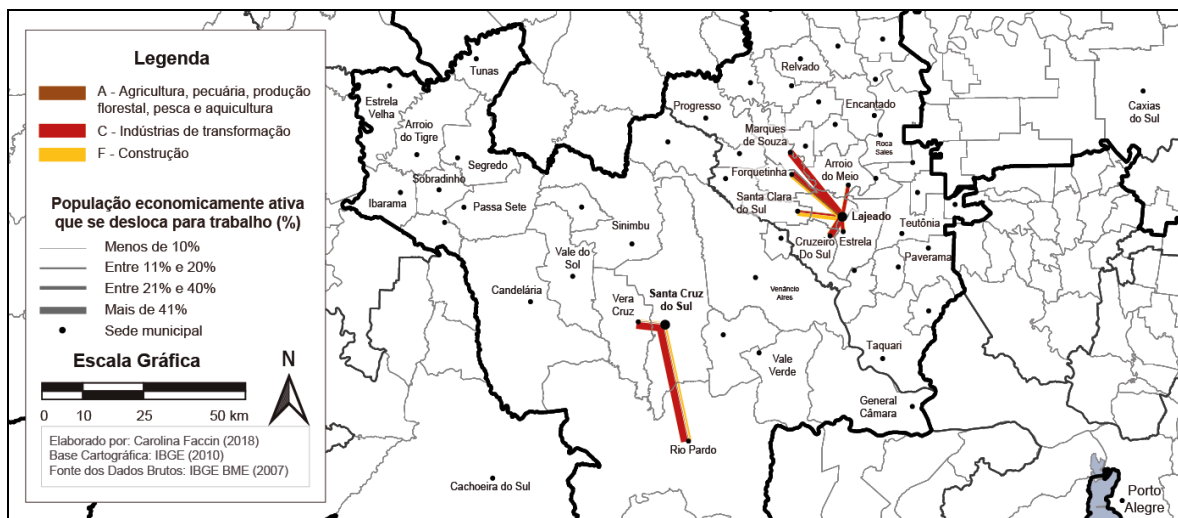 Legenda
A - Agricultura, pecuária, produção
florestal, pesca e aquicultura
C - Indústrias de transformação
F - Construção
População economicamente ativa
que se desloca para trabalho (%)
Menos de 10%
Entre 11% e 20%
Entre 21% e 40%
Mais de 41%
Sede municipal
Escala Gráfica
N
0 10 25 50 km
Elaborado por: Carolina Faccin (2018)
Base Cartográfica: IBGE (2010)
Fonte dos Dados Brutos: IBGE BME (2007)
Tunas
Estrela
Velha
Arroio
do Tigre
Segredo
Sobradinho
Ibarama
Passa Sete
Sinimbu
Vale do
Sol
Candelária
Vera
Cruz
Santa Cruz
do Sul
Rio Pardo
Cachoeira do Sul
Progresso
Relvado
Encantado
Marques
de Souza
Roca
Sales
Arroio
do Meio
Forquetinha
Santa Clara
do Sul
Lajeado
Teutônia
Cruzeiro
Do Sul
Estrela
Paverama
Venâncio
Aires
Taquari
Vale
Verde
General
Câmara
Caxias
do Sul
Porto
Alegre